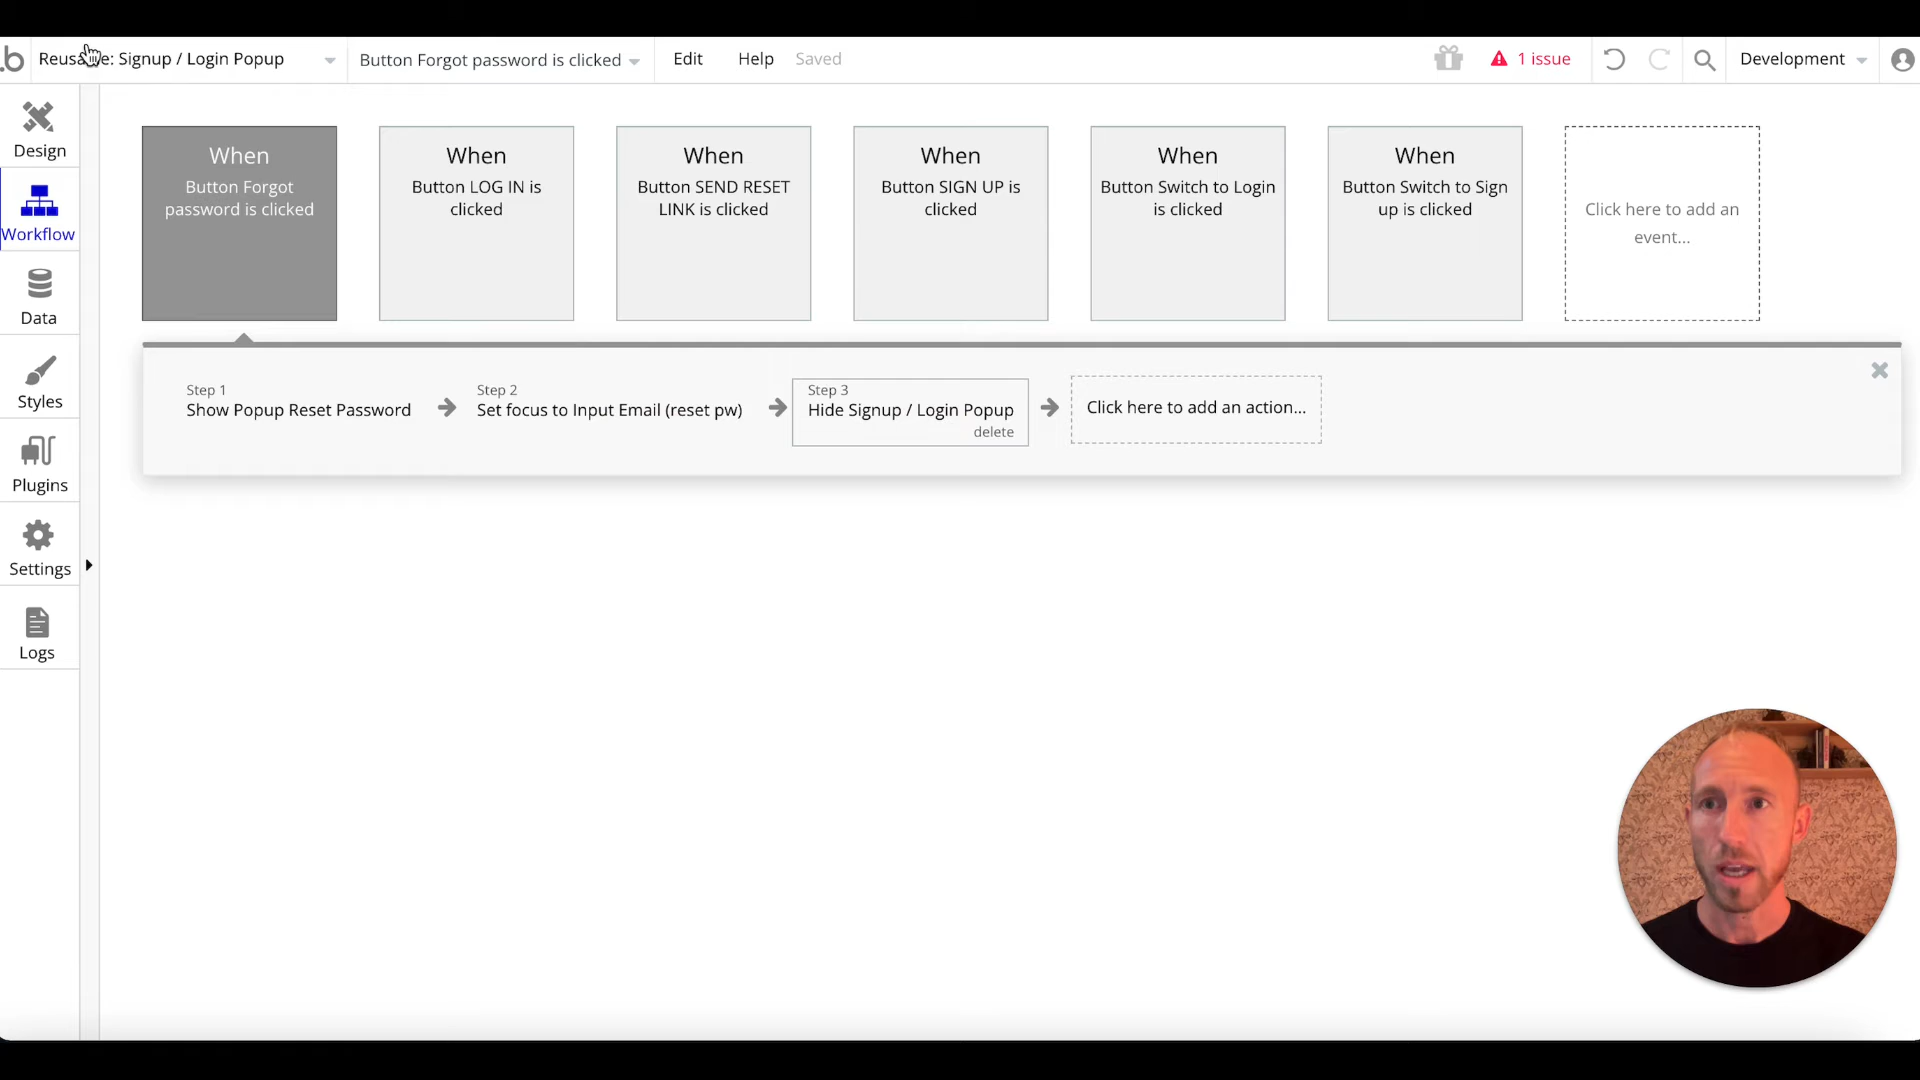 .b
Reusable: Signup / Login Popup
Button Forgot password is clicked
Edit
Help
Saved
1 issue
Development
Design
Workflow
Data
Styles
Plugins
Settings
Logs
When
Button Forgot
password is clicked
When
Button LOG IN is
clicked
When
Button SEND RESET
LINK is clicked
When
Button SIGN UP is
clicked
When
Button Switch to Login
is clicked
When
Button Switch to Sign
up is clicked
Click here to add an
event...
Step 1
Show Popup Reset Password
Step 2
Set focus to Input Email (reset pw)
Step 3
Hide Signup / Login Popup
delete
Click here to add an action...